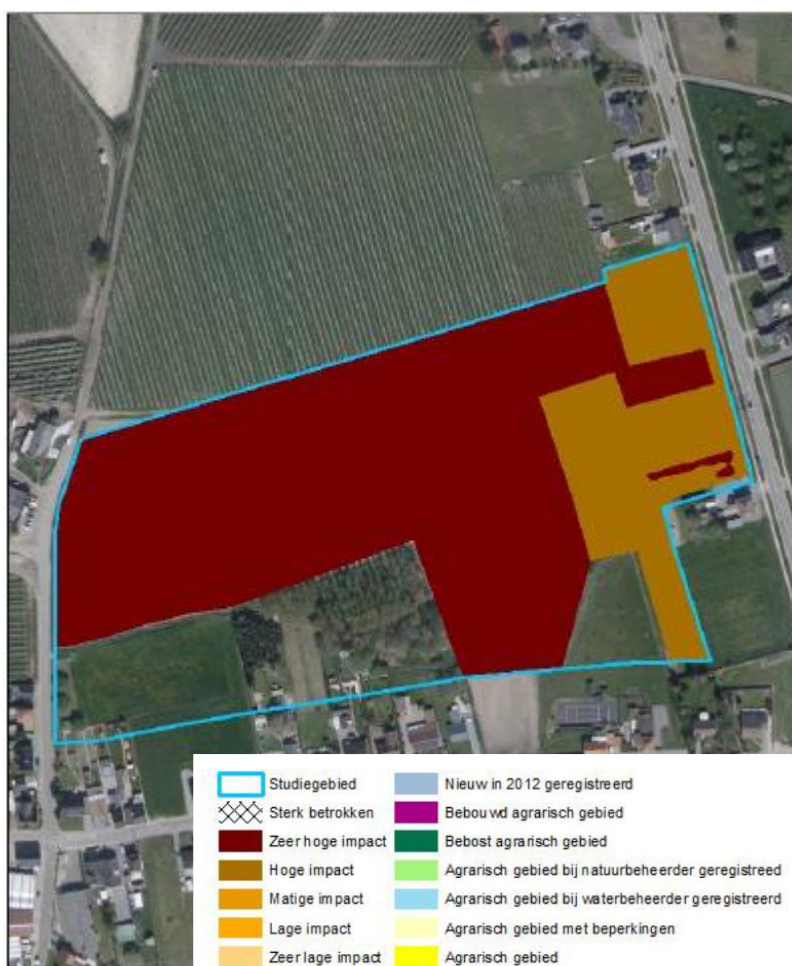 Studiegebied
Sterk betrokken
Zeer hoge impact
Hoge impact
Matige impact
Lage impact
Zeer lage impact
Nieuw in 2012 geregistreerd
Bebouwd agrarisch gebied
Bebost agrarisch gebied
Agrarisch gebied bij natuurbeheerder geregistreed
Agrarisch gebied bij waterbeheerder geregistreerd
Agrarisch gebied met beperkingen
Agrarisch gebied